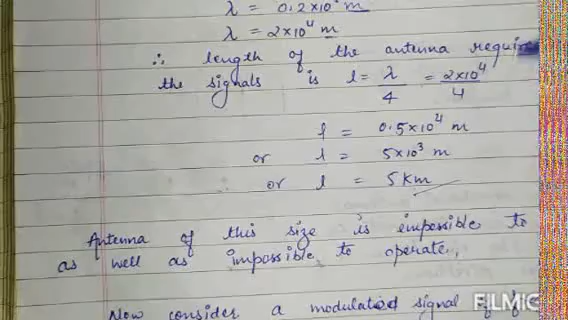 λ = 0.2×10⁵ m
λ = 2×10⁴ m
∴ length of the antenna
the signals is l = λ/4 = 2×10⁴/4
l = 0.5×10⁴ m
or l = 5×10³ m
or l = 5 Km
Antenna of this size is impossible to
as well as impossible to operate,
Now consider a modulated signal of f
FILMIC